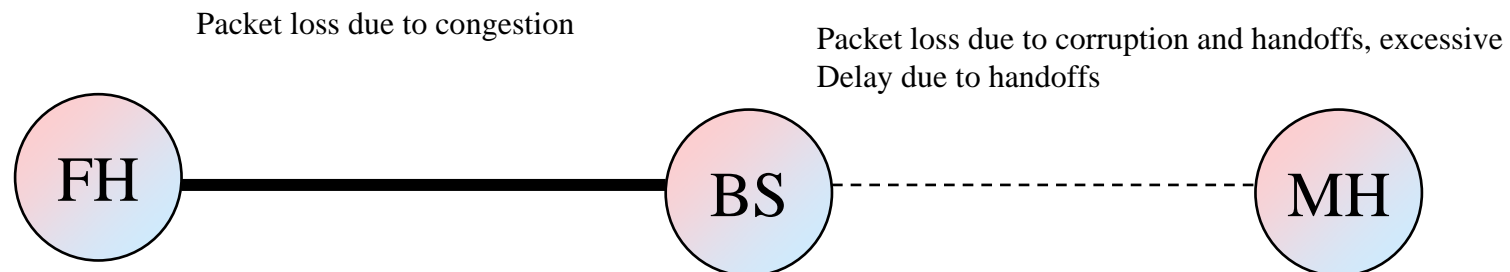 Packet loss due to congestion
Packet loss due to corruption and handoffs, excessive
Delay due to handoffs
FH
BS
MH